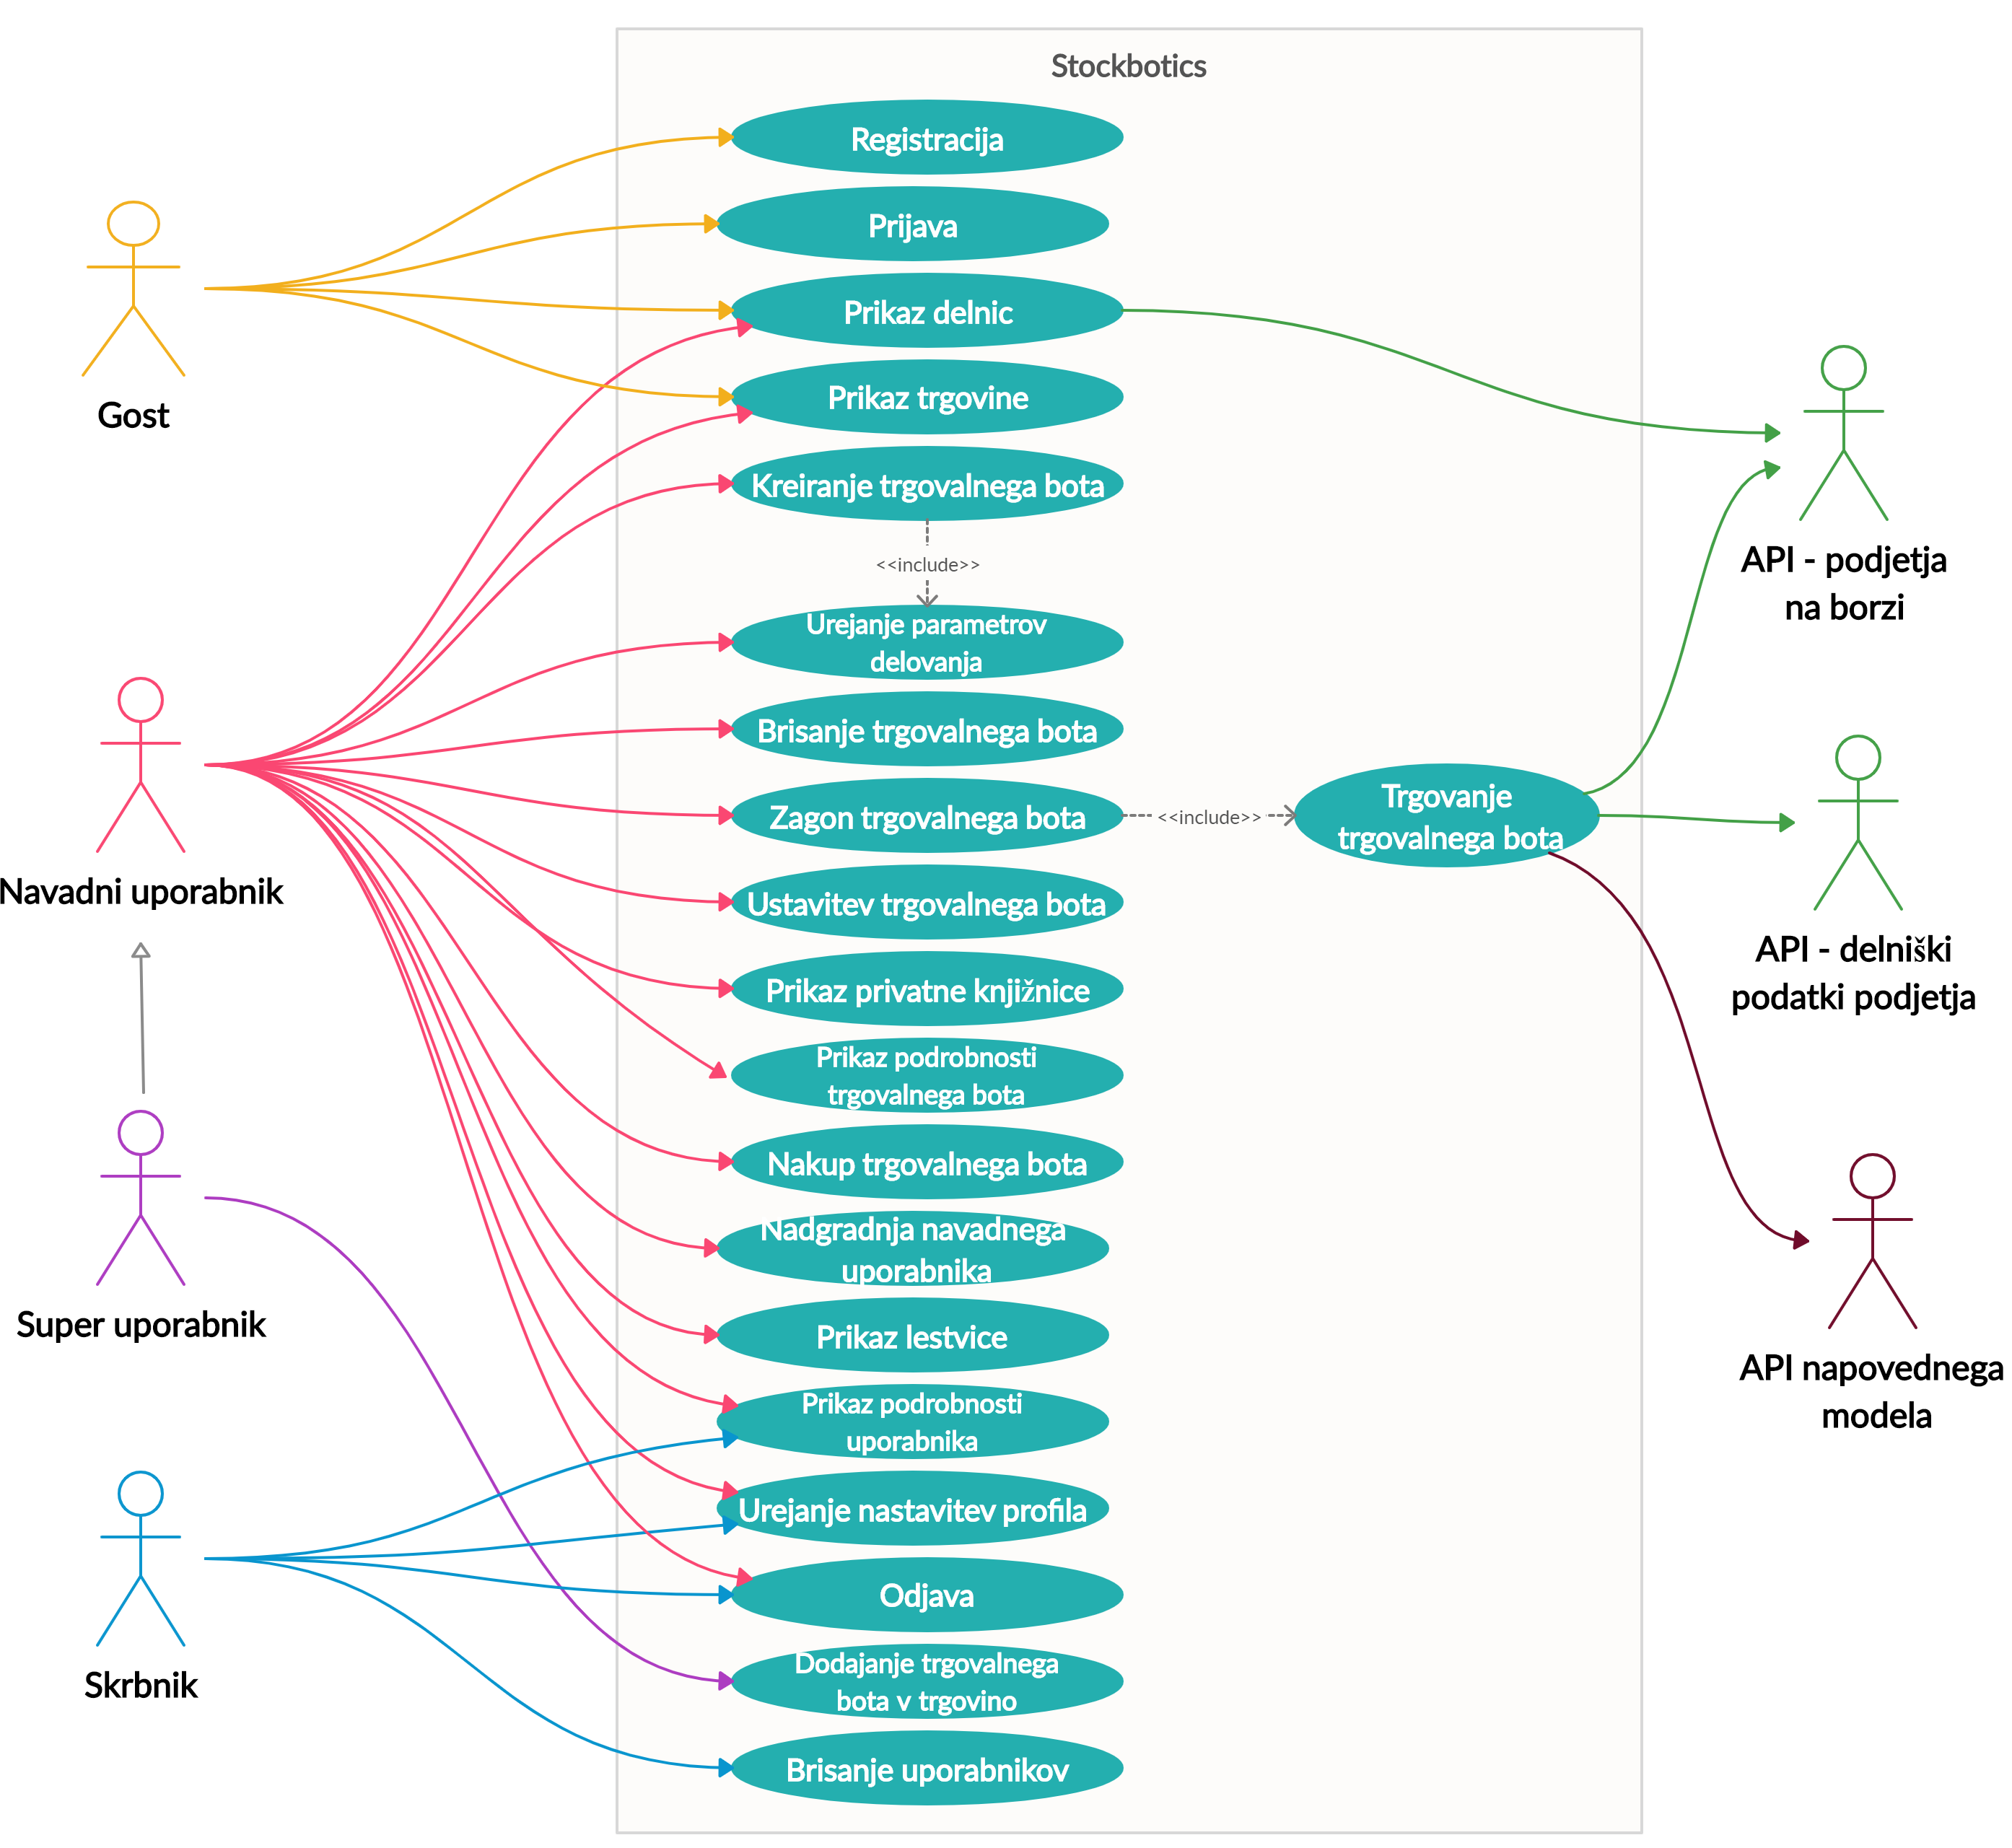 Stockbotics
Registracija
Prijava
Prikaz delnic
Prikaz trgovine
Kreiranje trgovalnega bota
<<include>>
Urejanje parametrov
delovanja
Brisanje trgovalnega bota
Zagon trgovalnega bota
<<include>>
Trgovanje
trgovalnega bota
Ustavitev trgovalnega bota
Prikaz privatne knjižnice
Prikaz podrobnosti
trgovalnega bota
Nakup trgovalnega bota
Nadgradnja navadnega
uporabnika
Prikaz lestvice
Prikaz podrobnosti
uporabnika
Urejanje nastavitev profila
Odjava
Dodajanje trgovalnega
bota v trgovino
Brisanje uporabnikov
Gost
Navadni uporabnik
Super uporabnik
Skrbnik
API - podjetja
na borzi
API - delniški
podatki podjetja
API napovednega
modela